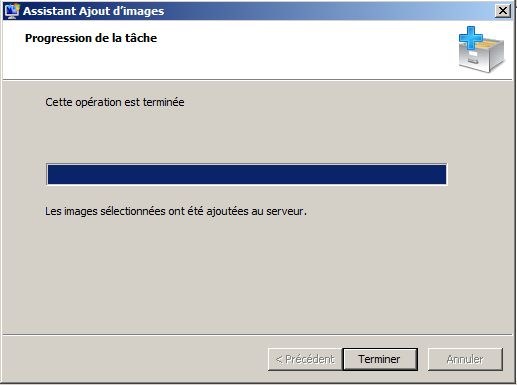 Assistant Ajout d'images
Progression de la tâche
Cette opération est terminée
Les images sélectionnées ont été ajoutées au serveur.
< Précédent Terminer Annuler